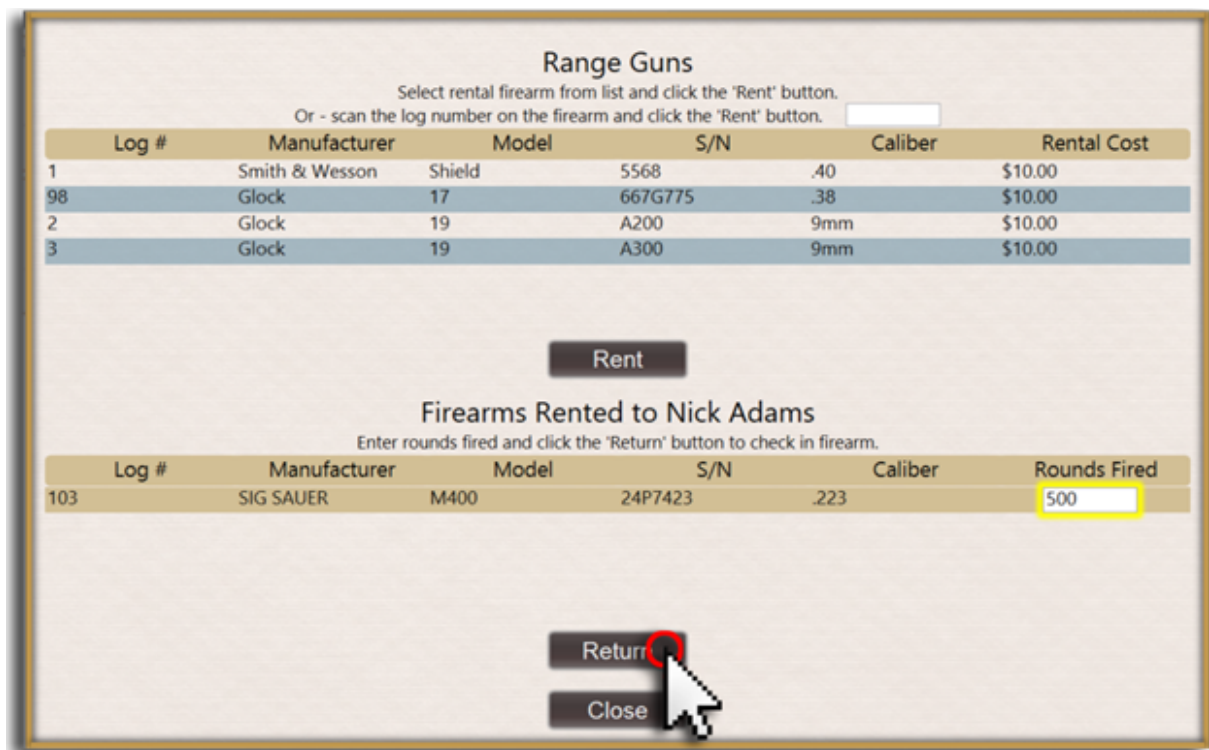 Range Guns
Select rental firearm from list and click the 'Rent' button.
Or - scan the log number on the firearm and click the 'Rent' button.
Log # Manufacturer Model S/N Caliber Rental Cost
1 Smith & Wesson Shield 5568 .40 $10.00
98 Glock 17 667G775 .38 $10.00
2 Glock 19 A200 9mm $10.00
3 Glock 19 A300 9mm $10.00
Rent
Firearms Rented to Nick Adams
Enter rounds fired and click the 'Return' button to check in firearm.
Log # Manufacturer Model S/N Caliber Rounds Fired
103 SIG SAUER M400 24P7423 .223 500
Return
Close